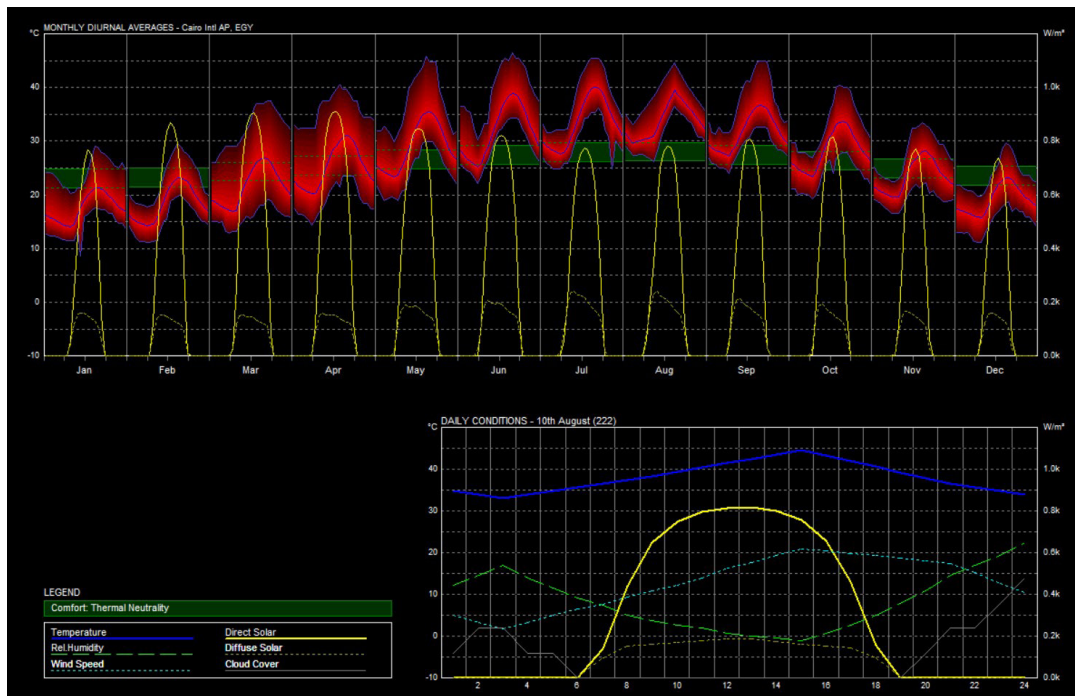 MONTHLY DIURNAL AVERAGES - Cairo Intl AP, EGY
°C W/m²
40 1.0k
30 0.8k
20 0.6k
10 0.4k
0 0.2k
-10 0.0k
Jan Feb Mar Apr May Jun Jul Aug Sep Oct Nov Dec
DAILY CONDITIONS - 10th August (222)
°C W/m²
40 1.0k
30 0.8k
20 0.6k
10 0.4k
0 0.2k
-10 0.0k
2 4 6 8 10 12 14 16 18 20 22 24
LEGEND
Comfort: Thermal Neutrality
Temperature Direct Solar
Rel.Humidity Diffuse Solar
Wind Speed Cloud Cover